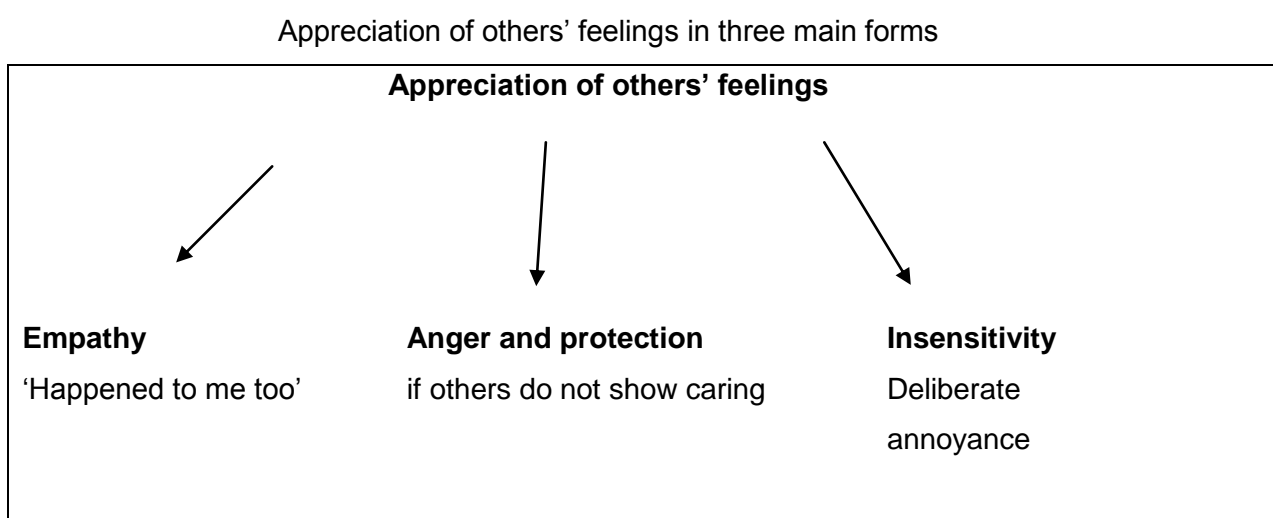 Appreciation of others’ feelings in three main forms
Appreciation of others’ feelings
Empathy
‘Happened to me too’
Anger and protection
if others do not show caring
Insensitivity
Deliberate
annoyance